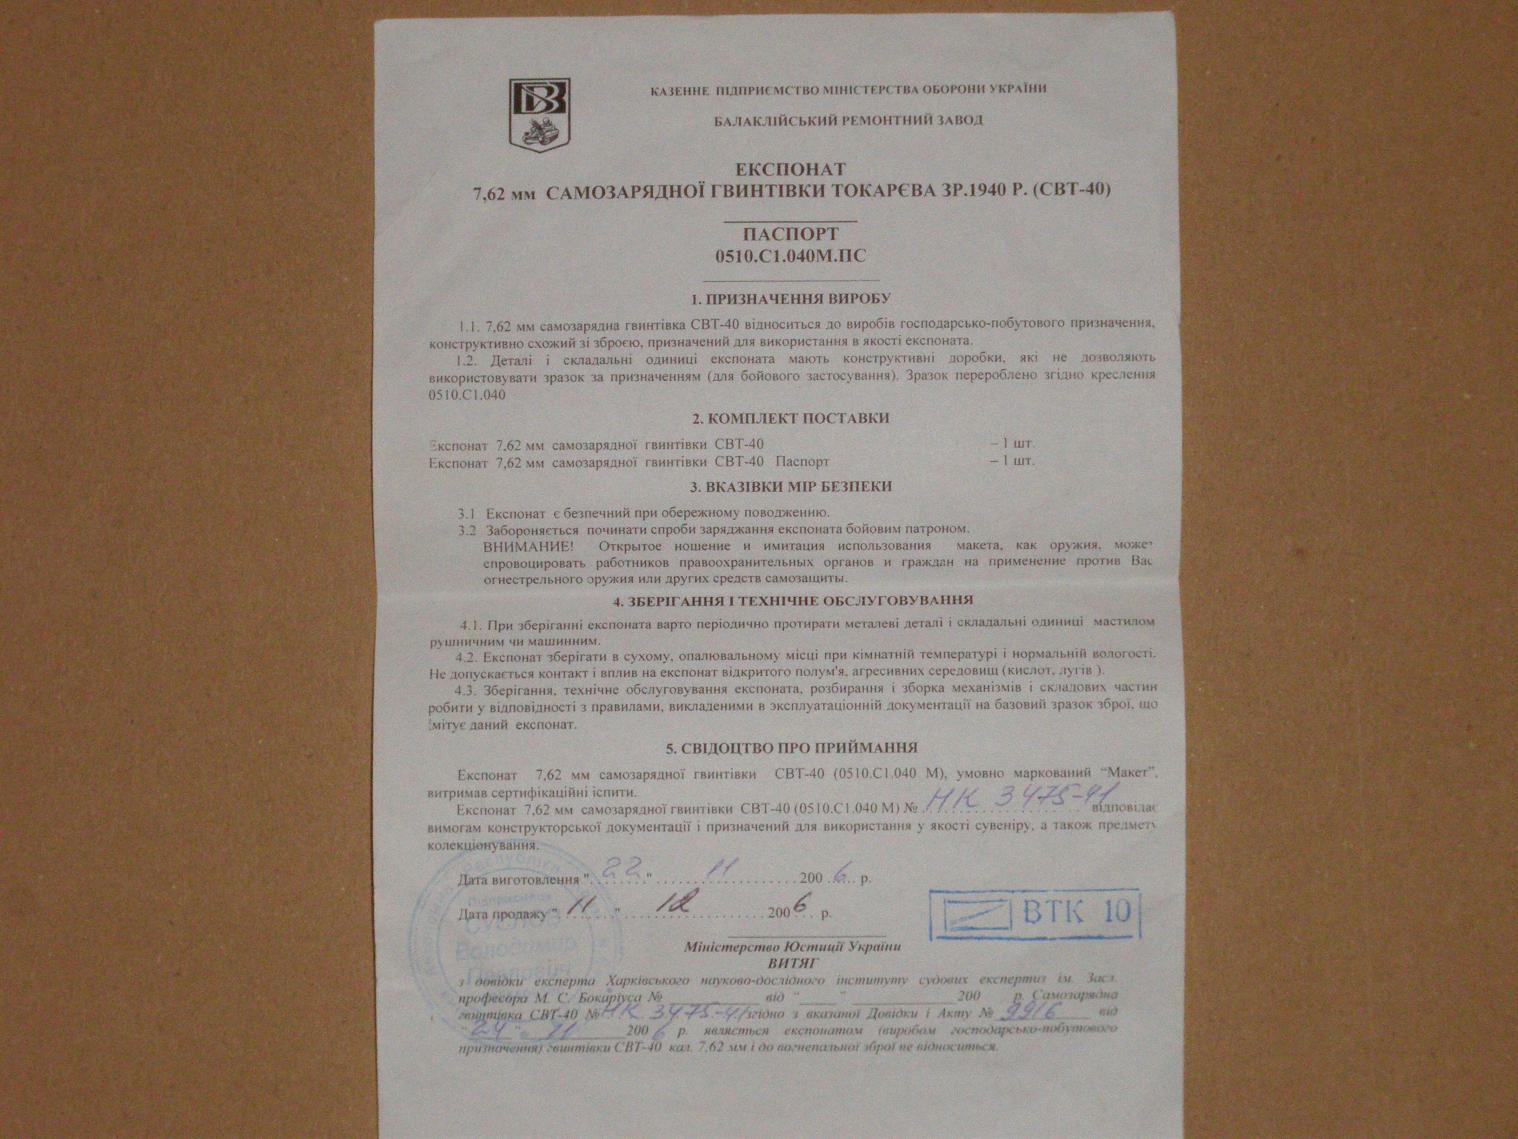 КАЗЕННЕ ПІДПРИЄМСТВО МІНІСТЕРСТВА ОБОРОНИ УКРАЇНИ
БАЛАКЛІЙСЬКИЙ РЕМОНТНИЙ ЗАВОД
ЕКСПОНАТ
7,62 мм САМОЗАРЯДНОЇ ГВИНТІВКИ ТОКАРЄВА ЗР.1940 Р. (СВТ-40)
ПАСПОРТ
0510.С1.040М.ПС
1. ПРИЗНАЧЕННЯ ВИРОБУ
1.1. 7,62 мм самозарядна гвинтівка СВТ-40 відноситься до виробів господарсько-побутового призначення,
конструктивно схожий зі зброєю, призначений для використання в якості експоната.
1.2. Деталі і складальні одиниці експоната мають конструктивні доробки, які не дозволяють
використовувати зразок за призначенням (для бойового застосування). Зразок перероблено згідно креслення
0510.С1.040
2. КОМПЛЕКТ ПОСТАВКИ
Експонат 7,62 мм самозарядної гвинтівки СВТ-40 – 1 шт.
Експонат 7,62 мм самозарядної гвинтівки СВТ-40 Паспорт – 1 шт.
3. ВКАЗІВКИ МІР БЕЗПЕКИ
3.1 Експонат є безпечний при обережному поводженню.
3.2 Забороняється починати спроби заряджання експоната бойовим патроном.
ВНИМАНИЕ! Открытое ношение и имитация использования макета, как оружия, может
спровоцировать работников правоохранительных органов и граждан на применение против Вас
огнестрельного оружия или других средств самозащиты.
4. ЗБЕРІГАННЯ І ТЕХНІЧНЕ ОБСЛУГОВУВАННЯ
4.1. При зберіганні експоната варто періодично протирати металеві деталі і складальні одиниці мастилом
рушничним чи машинним.
4.2. Експонат зберігати в сухому, опалювальному місці при кімнатній температурі і нормальній вологості.
Не допускається контакт і вплив на експонат відкритого полум'я, агресивних середовищ (кислот, лугів ).
4.3. Зберігання, технічне обслуговування експоната, розбирання і зборка механізмів і складових частин
робити у відповідності з правилами, викладеними в эксплуатаціонній документації на базовий зразок зброї, що
імітує даний експонат.
5. СВІДОЦТВО ПРО ПРИЙМАННЯ
Експонат 7,62 мм самозарядної гвинтівки СВТ-40 (0510.С1.040 М), умовно маркований “Макет”,
витримав сертифікаційні іспити.
Експонат 7,62 мм самозарядної гвинтівки СВТ-40 (0510.С1.040 М) № НК 3475-41 відповідає
вимогам конструкторської документації і призначений для використання у якості сувеніру, а також предмету
колекціонування.
Дата виготовлення "22" 11 2006 р.
Дата продажу "11" 12 2006 р.
ВТК 10
Володимир
Міністерство Юстиції України
ВИТЯГ
з довідки експерта Харківського науково-дослідного інституту судових експертиз ім. Засл.
професора М. С. Бокаріуса № ____ від "____" ____ 200 р. Самозарядна
гвинтівка СВТ-40 № НК 3475-41 згідно з вказаної Довідки і Акту № 9916 від
"24" 11 2006 р. являється експонатом (виробом господарсько-побутового
призначення) гвинтівки СВТ-40 кал. 7,62 мм і до вогнепальної зброї не відноситься.